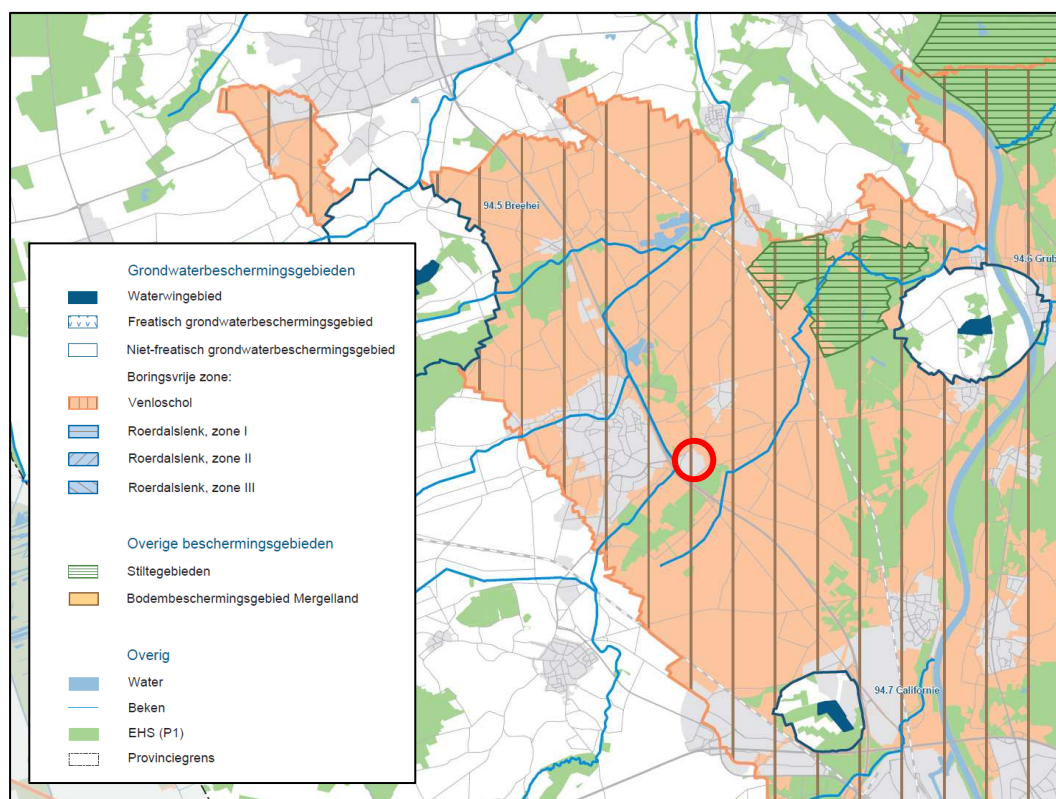 94.5 Breehei
94.6 Grub
94.7 Californië
Grondwaterbeschermingsgebieden
Waterwingebied
Freatisch grondwaterbeschermingsgebied
Niet-freatisch grondwaterbeschermingsgebied
Boringsvrije zone:
Venloschol
Roerdalslenk, zone I
Roerdalslenk, zone II
Roerdalslenk, zone III
Overige beschermingsgebieden
Stiltegebieden
Bodembeschermingsgebied Mergelland
Overig
Water
Beken
EHS (P1)
Provinciegrens